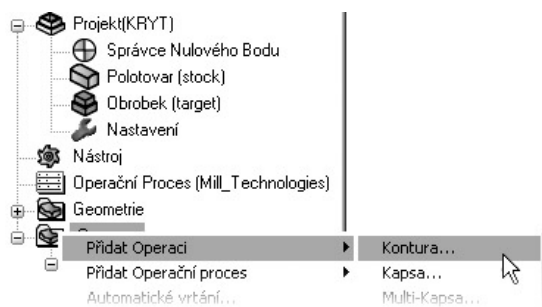 Projekt(KRYT)
Správce Nulového Bodu
Polotovar (stock)
Obrobek (target)
Nastavení
Nástroj
Operační Proces (Mill_Technologies)
Geometrie
Přidat Operaci
Kontura...
Přidat Operační proces
Kapsa...
Automatické vrtání...
Multi-Kapsa...